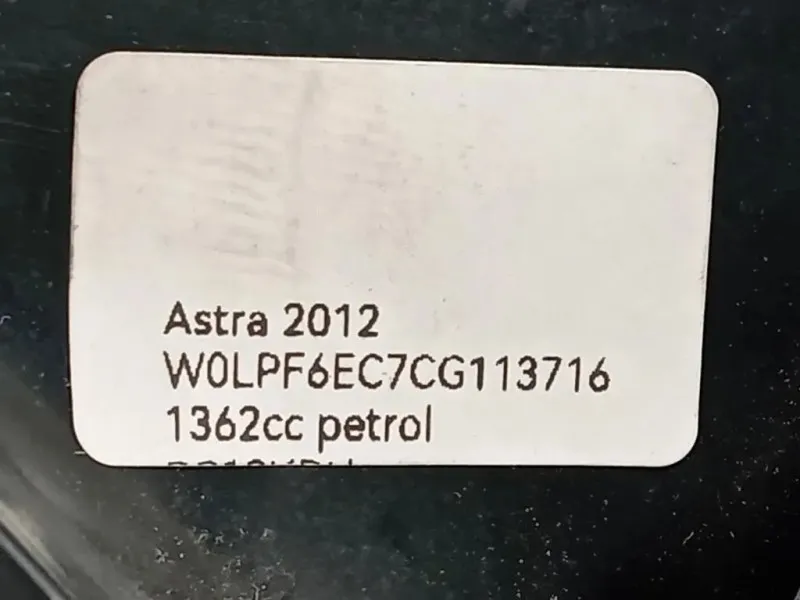 Astra 2012
W0LPF6EC7CG113716
1362cc petrol